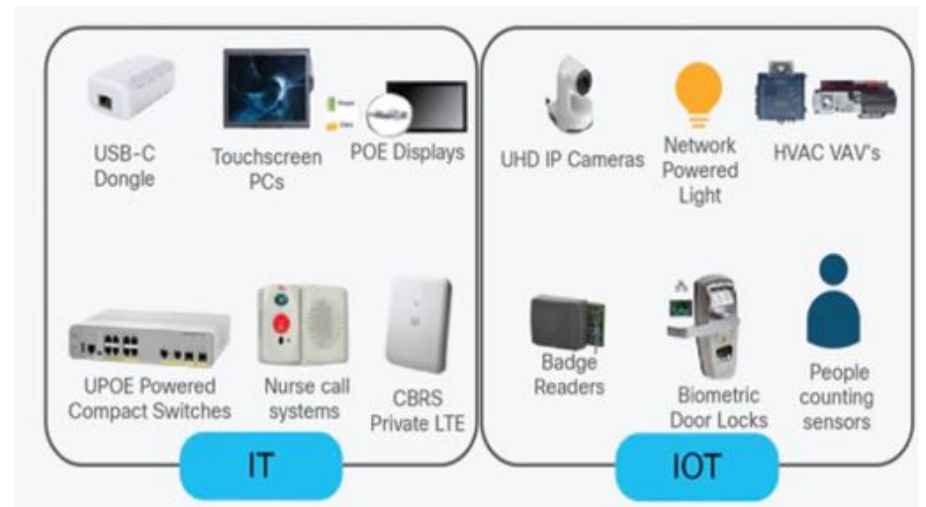 USB-C
Dongle
Touchscreen
PCs
POE Displays
UHD IP Cameras
Network
Powered
Light
HVAC VAV's
UPOE Powered
Compact Switches
Nurse call
systems
CBRS
Private LTE
Badge
Readers
Biometric
Door Locks
People
counting
sensors
IT
IOT